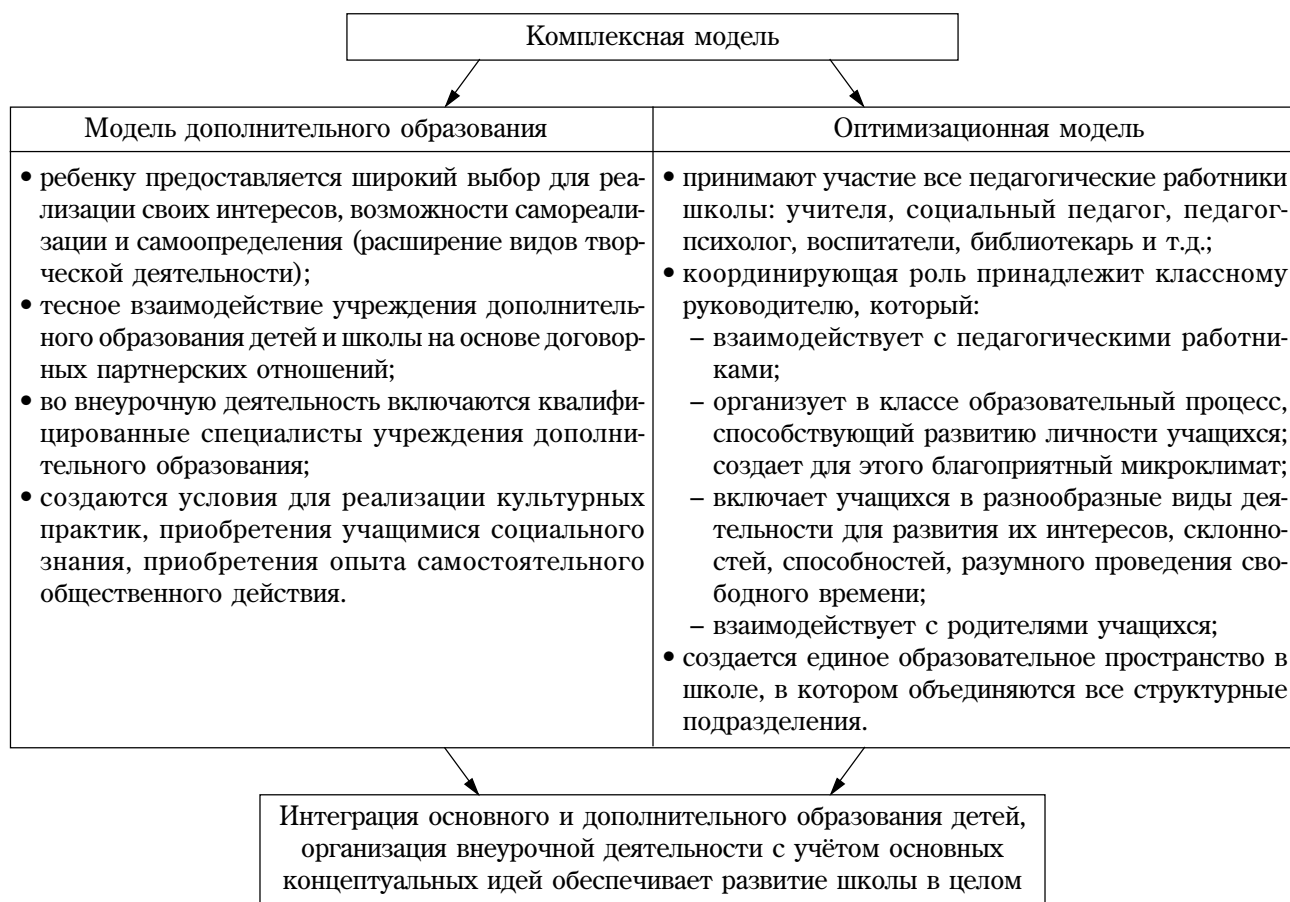 Комплексная модель
Модель дополнительного образования
• ребенку предоставляется широкий выбор для реа-
лизации своих интересов, возможности самореали-
зации и самоопределения (расширение видов твор-
ческой деятельности);
• тесное взаимодействие учреждения дополнитель-
ного образования детей и школы на основе договор-
ных партнерских отношений;
• во внеурочную деятельность включаются квалифи-
цированные специалисты учреждения дополни-
тельного образования;
• создаются условия для реализации культурных
практик, приобретения учащимися социального
знания, приобретения опыта самостоятельного
общественного действия.
Оптимизационная модель
• принимают участие все педагогические работники
школы: учителя, социальный педагог, педагог-
психолог, воспитатели, библиотекарь и т.д.;
• координирующая роль принадлежит классному
руководителю, который:
– взаимодействует с педагогическими работни-
ками;
– организует в классе образовательный процесс,
способствующий развитию личности учащихся;
создает для этого благоприятный микроклимат;
– включает учащихся в разнообразные виды дея-
тельности для развития их интересов, склонно-
стей, способностей, разумного проведения сво-
бодного времени;
– взаимодействует с родителями учащихся;
• создается единое образовательное пространство в
школе, в котором объединяются все структурные
подразделения.
Интеграция основного и дополнительного образования детей,
организация внеурочной деятельности с учётом основных
концептуальных идей обеспечивает развитие школы в целом